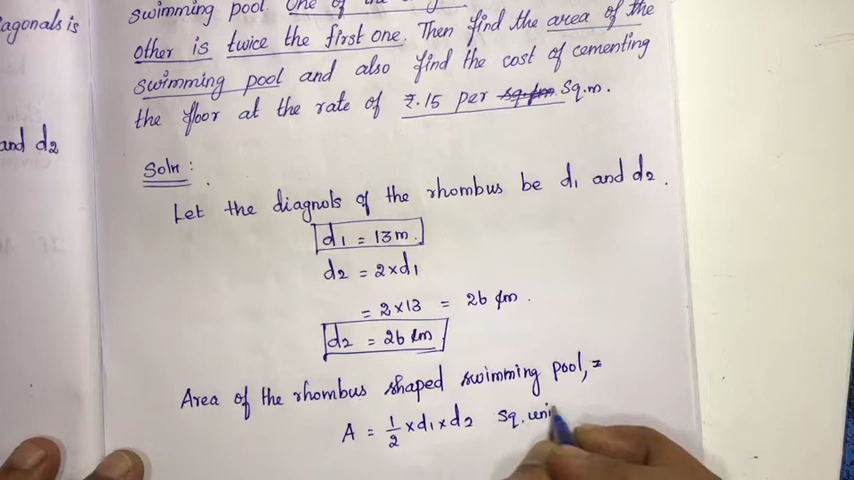 agonals is
and d2
swimming pool. One of the
other is twice the first one. Then find the area of the
swimming pool and also find the cost of cementing
the floor at the rate of ₹.15 per sq.m.
Soln :
Let the diagnols of the rhombus be d1 and d2.
d1 = 13m.
d2 = 2×d1
= 2×13 = 26 m.
d2 = 26 m
Area of the rhombus shaped swimming pool, =
A = 1/2 × d1 × d2 sq. uni